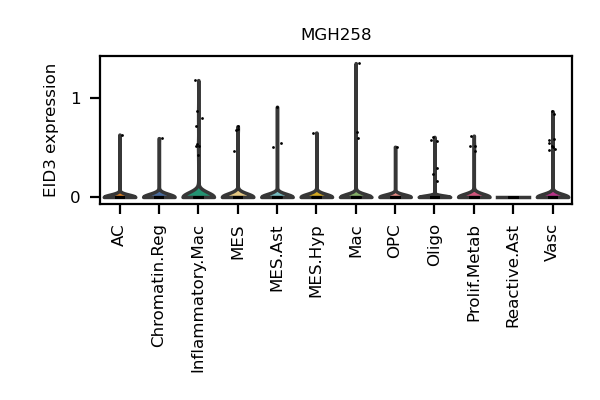 MGH258
EID3 expression
1
0
AC
Chromatin.Reg
Inflammatory.Mac
MES
MES.Ast
MES.Hyp
Mac
OPC
Oligo
Prolif.Metab
Reactive.Ast
Vasc